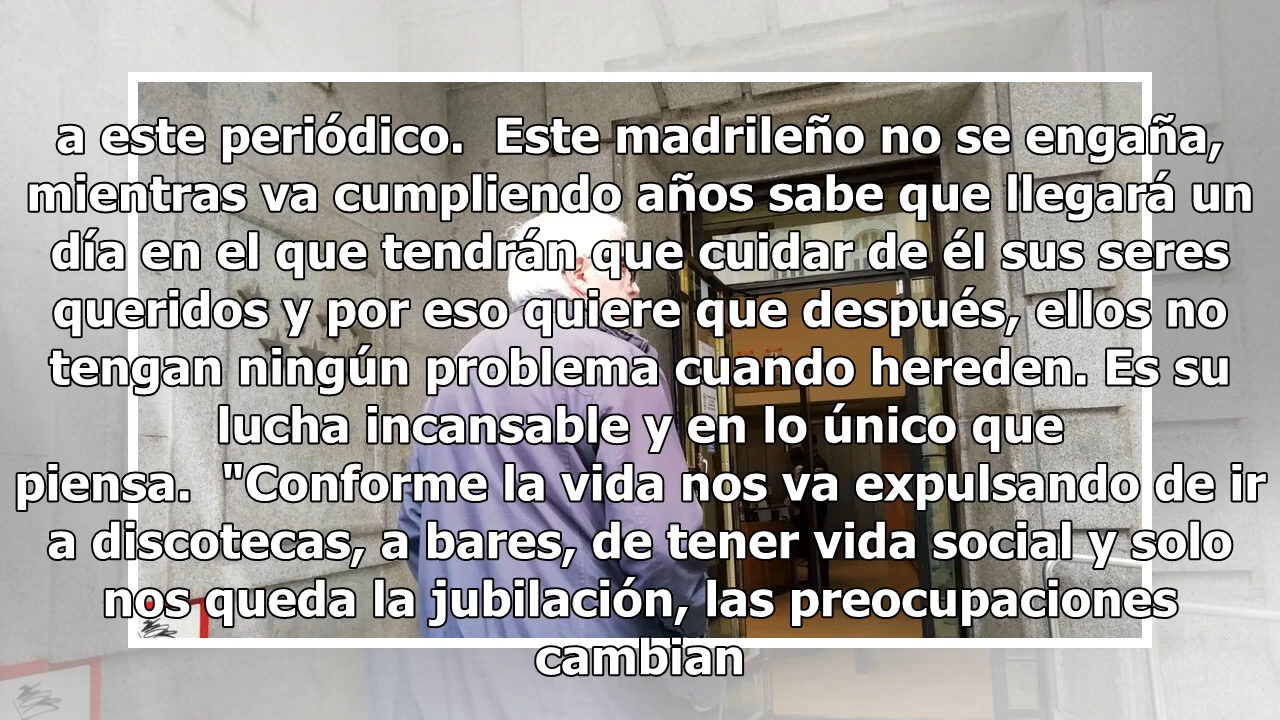 a este periódico.  Este madrileño no se engaña,
mientras va cumpliendo años sabe que llegará un
día en el que tendrán que cuidar de él sus seres
queridos y por eso quiere que después, ellos no
tengan ningún problema cuando hereden. Es su
lucha incansable y en lo único que
piensa.  "Conforme la vida nos va expulsando de ir
a discotecas, a bares, de tener vida social y solo
nos queda la jubilación, las preocupaciones
cambian